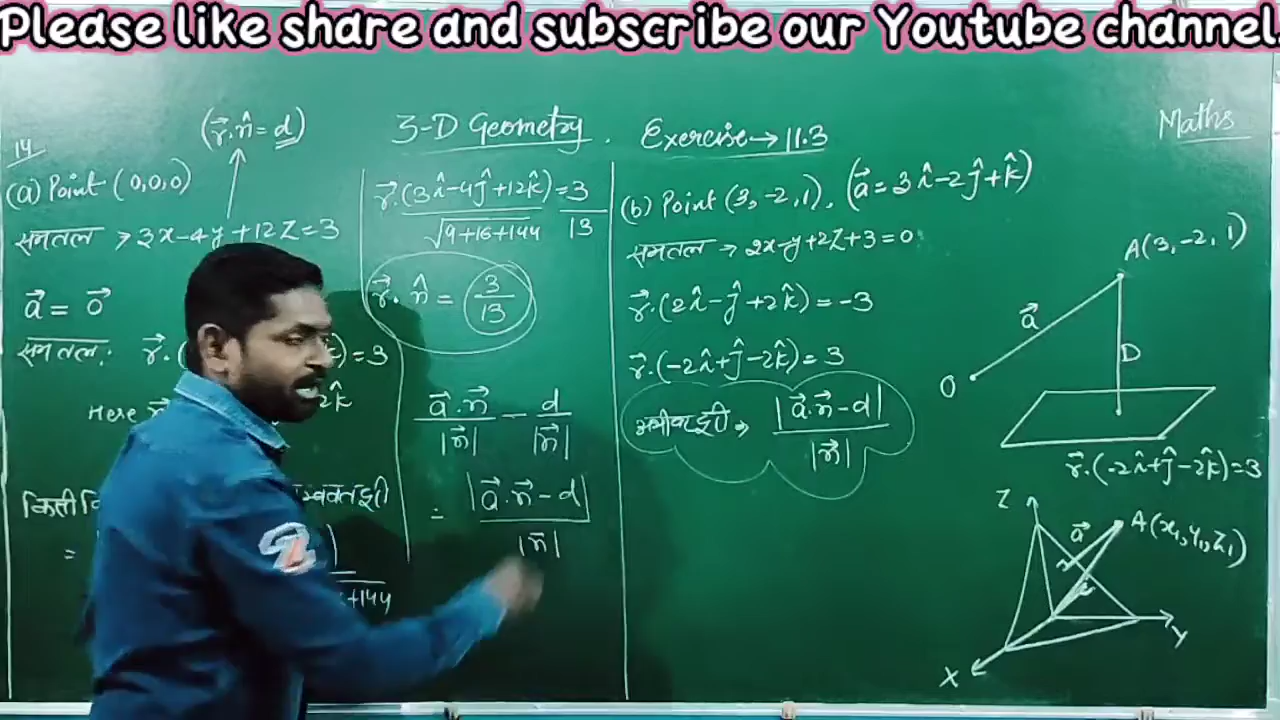 Please like share and subscribe our Youtube channel.
3-D Geometry. Exercise → 11.3
Maths
14
(r⃗.n̂ = d)
(a) Point (0,0,0)
समतल → 3x-4y+12z=3
a⃗ = 0⃗
समतल: r⃗.( )=3
Here
=
r⃗.(3î-4ĵ+12k̂)=3
√9+16+144 13
r⃗.n̂ = 3/13
a⃗.n⃗/|n⃗| - d/|n⃗|
= |a⃗.n⃗-d|/|n⃗|
+144
(b) Point (3,-2,1), (a⃗ = 3î-2ĵ+k̂)
समतल → 2x-y+2z+3=0
r⃗.(2î-ĵ+2k̂) = -3
r⃗.(-2î+ĵ-2k̂)= 3
|a⃗.n⃗-d|/|n⃗|
A(3,-2,1)
a⃗
D
O
r⃗.(-2î+ĵ-2k̂)=3
Z
a⃗
A(x₁,y₁,z₁)
Y
X